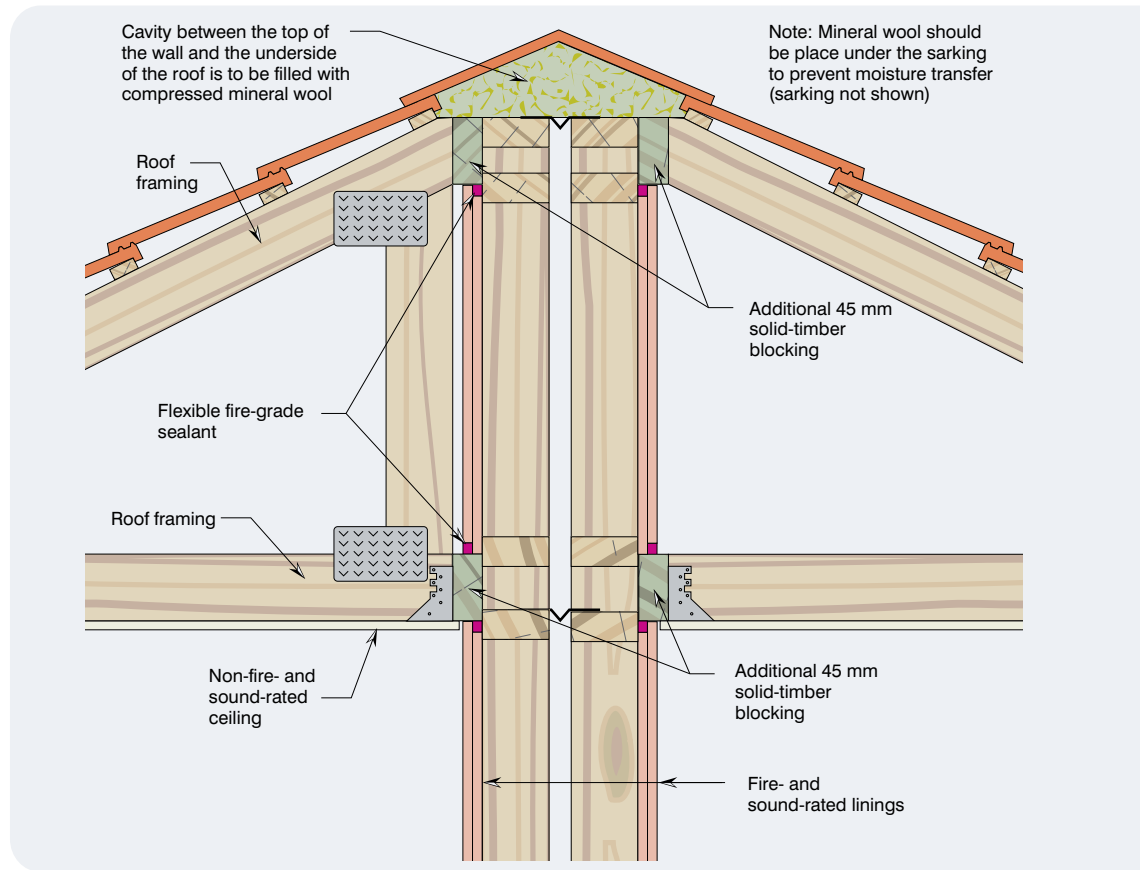 Cavity between the top of
the wall and the underside
of the roof is to be filled with
compressed mineral wool
Note: Mineral wool should
be place under the sarking
to prevent moisture transfer
(sarking not shown)
Roof
framing
Additional 45 mm
solid-timber
blocking
Flexible fire-grade
sealant
Roof framing
Non-fire- and
sound-rated
ceiling
Additional 45 mm
solid-timber
blocking
Fire- and
sound-rated linings